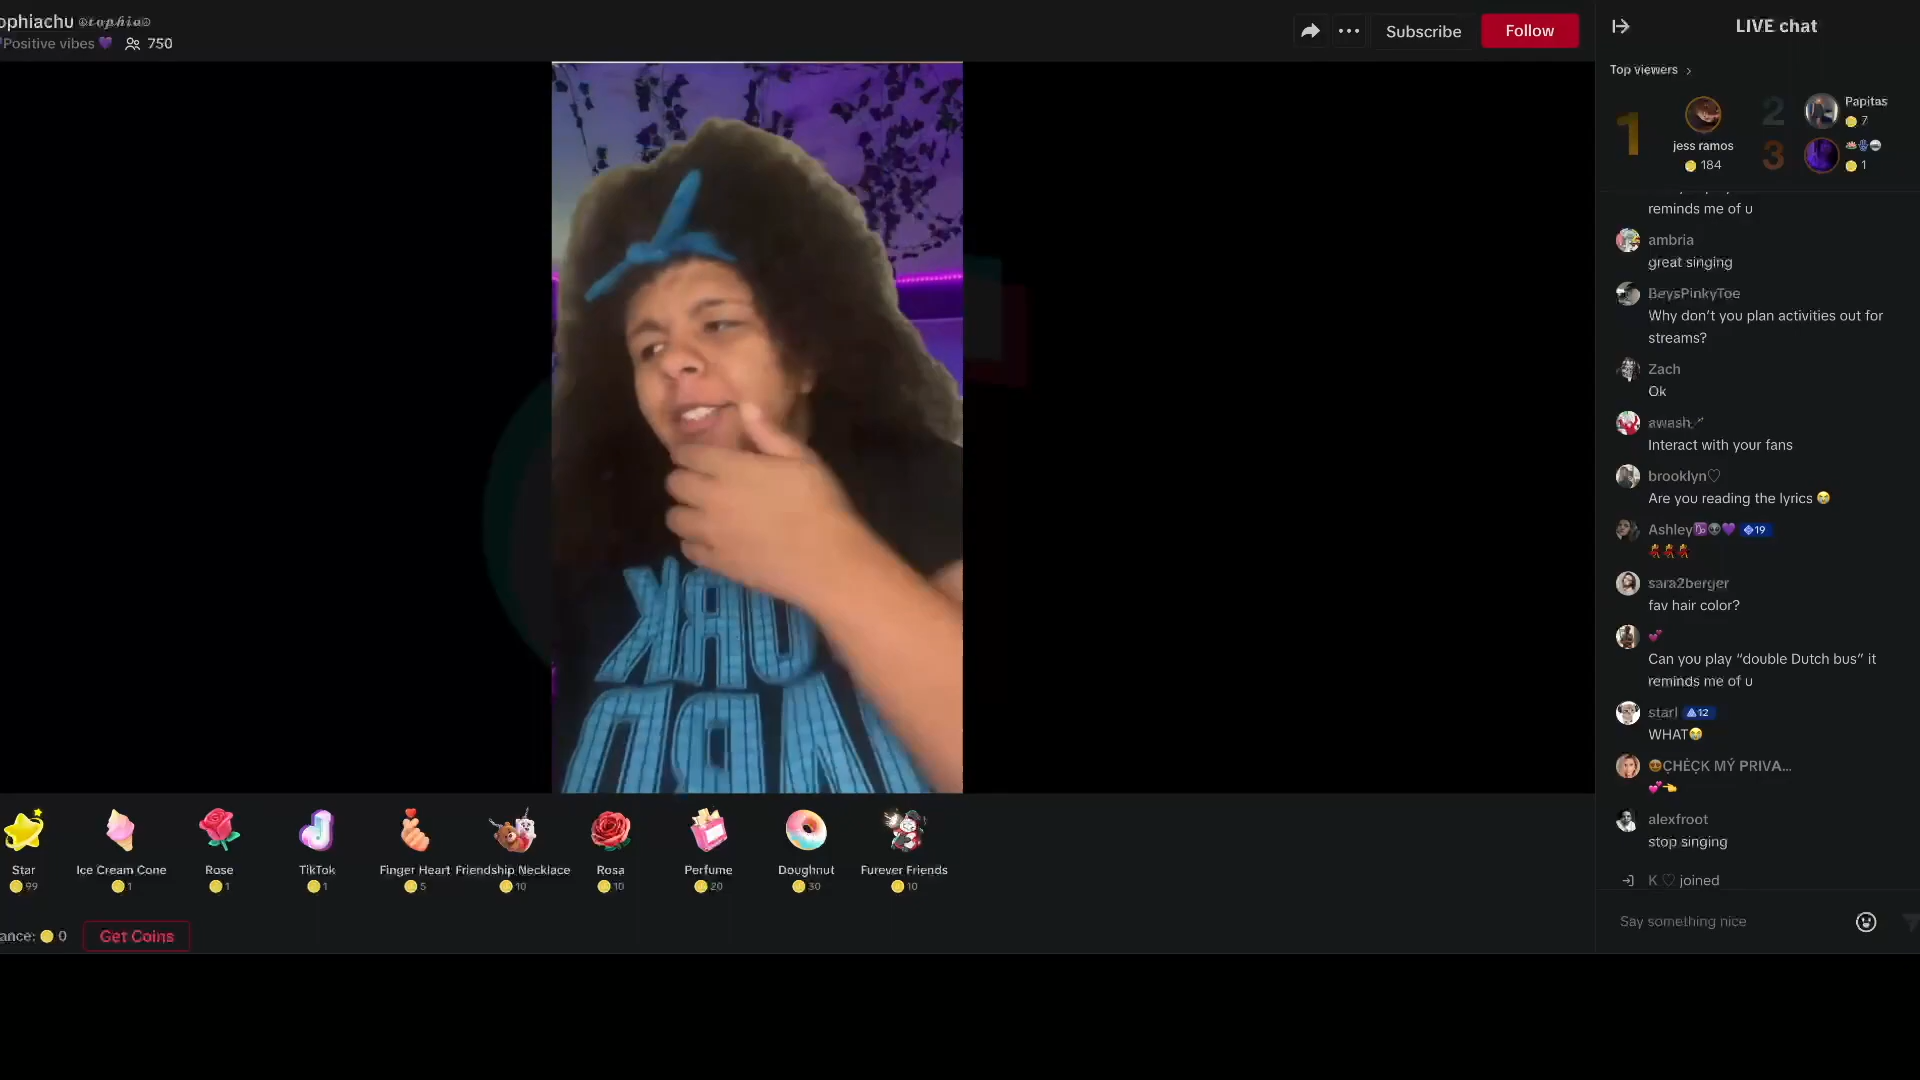 ophiachu @tophia☹
Positive vibes 💜 750
Subscribe
Follow
LIVE chat
Top viewers >
1
jess ramos
184
2
Papitas
7
3
1
reminds me of u
ambria
great singing
BeysPinkyToe
Why don't you plan activities out for
streams?
Zach
Ok
awash
Interact with your fans
brooklyn♡
Are you reading the lyrics 😭
Ashley♑👽💜 19
💃💃💃
sara2berger
fav hair color?
💕
Can you play “double Dutch bus” it
reminds me of u
starl 12
WHAT😭
😍CHĖÇK MÝ PRIVA...
💕👈
alexfroot
stop singing
K ♡ joined
Say something nice
Star
99
Ice Cream Cone
1
Rose
1
TikTok
1
Finger Heart
5
Friendship Necklace
10
Rosa
10
Perfume
20
Doughnut
30
Furever Friends
10
ance: 0
Get Coins